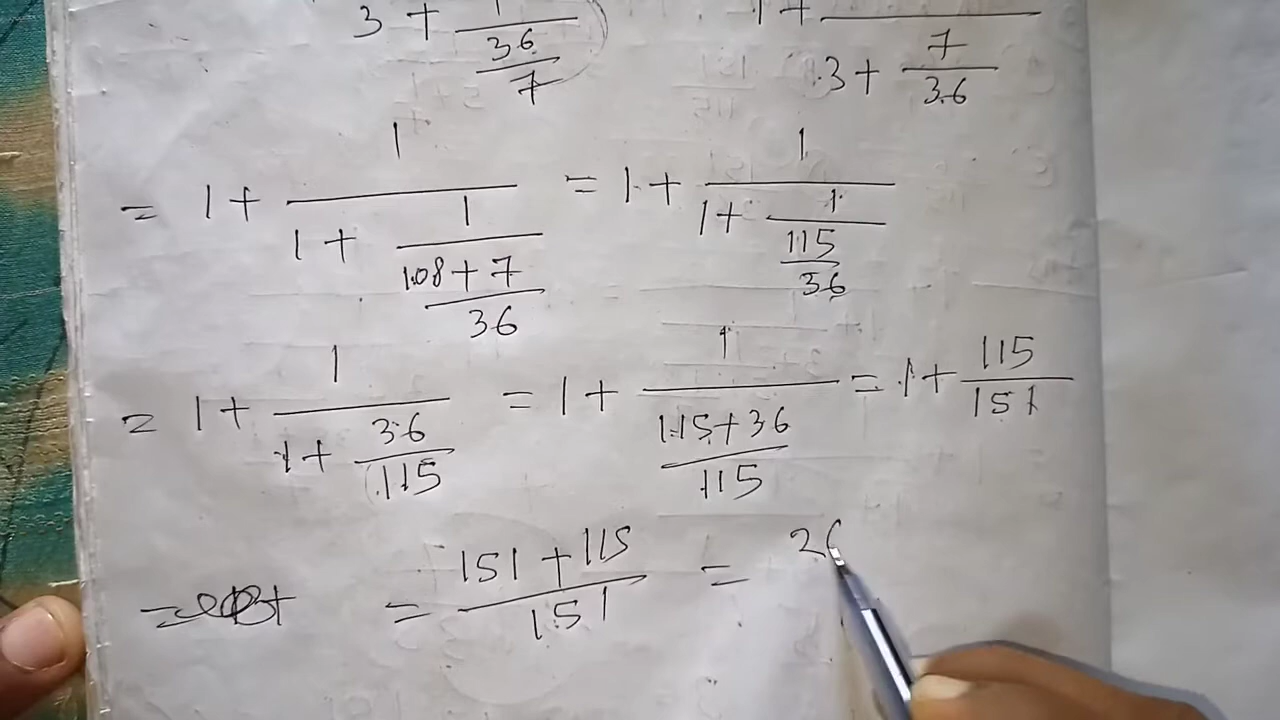 3 + 1/(36/7) 1 + 1/(3 + 7/36)
= 1 + 1/(1 + 1/((108 + 7)/36)) = 1 + 1/(1 + 1/(115/36))
= 1 + 1/(1 + 36/115) = 1 + 1/((115 + 36)/115) = 1 + 115/151
= (151 + 115)/151 = 26